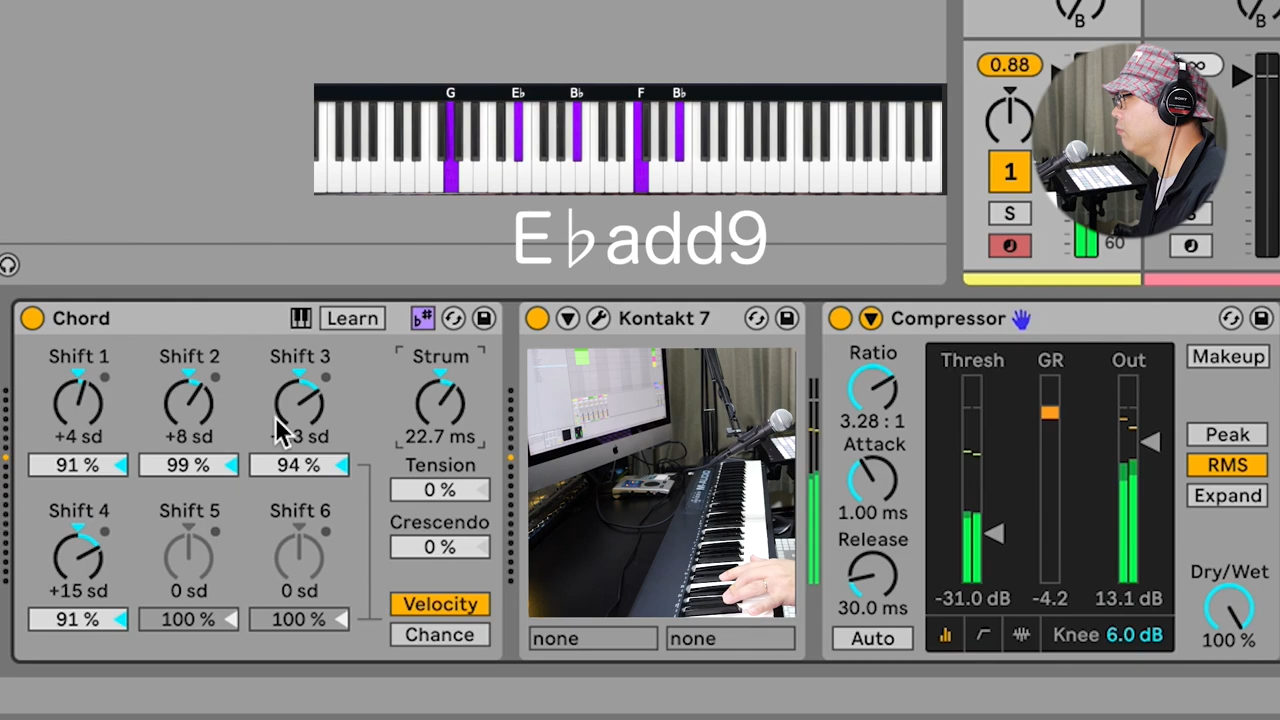 B B
0.88 ∞
G E♭ B♭ F B♭
1
E♭add9
S S
60
Chord Learn ♭# Kontakt 7 Compressor
Shift 1 Shift 2 Shift 3 Strum
+4 sd +8 sd 3 sd 22.7 ms
91 % 99 % 94 % Tension
0 %
Shift 4 Shift 5 Shift 6 Crescendo
0 %
+15 sd 0 sd 0 sd
91 % 100 % 100 %
Velocity
Chance
none none
Ratio
3.28 : 1
Attack
1.00 ms
Release
30.0 ms
Auto
Thresh GR Out
-31.0 dB -4.2 13.1 dB
Knee 6.0 dB
Makeup
Peak
RMS
Expand
Dry/Wet
100 %
SONY
M-AUDIO